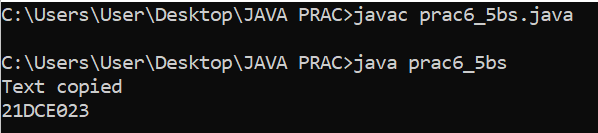 C:\Users\User\Desktop\JAVA PRAC>javac prac6_5bs.java
C:\Users\User\Desktop\JAVA PRAC>java prac6_5bs
Text copied
21DCE023